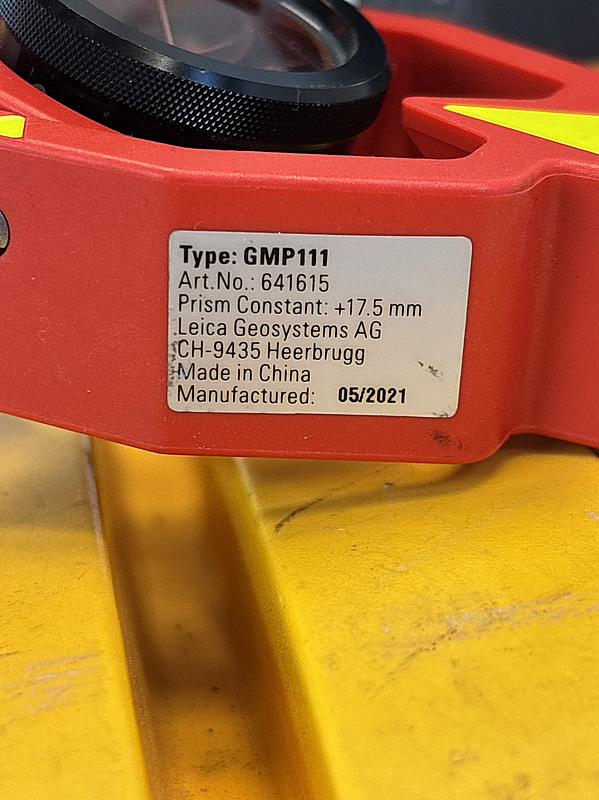 Type: GMP111
Art.No.: 641615
Prism Constant: +17.5 mm
Leica Geosystems AG
CH-9435 Heerbrugg
Made in China
Manufactured: 05/2021